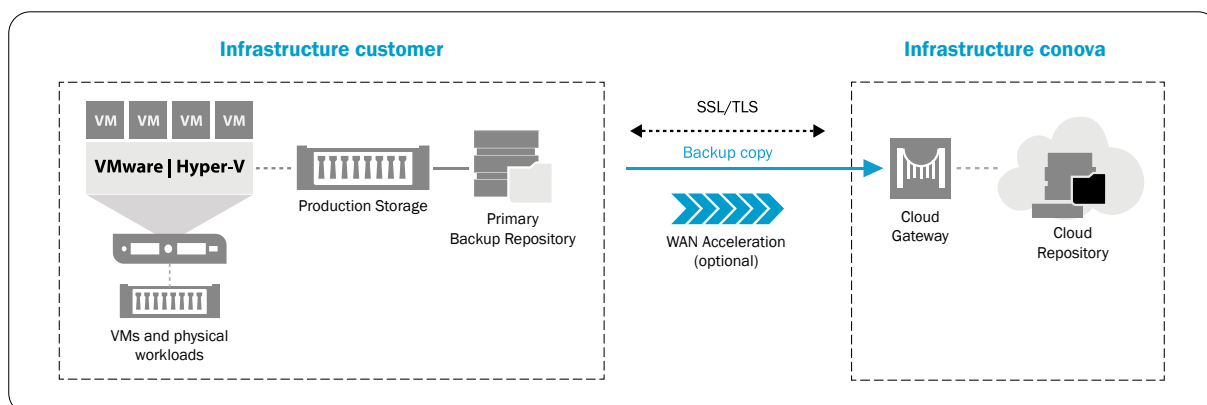 Infrastructure customer
Infrastructure conova
VM VM VM VM
VMware | Hyper-V
Production Storage
Primary
Backup Repository
VMs and physical
workloads
SSL/TLS
Backup copy
WAN Acceleration
(optional)
Cloud
Gateway
Cloud
Repository